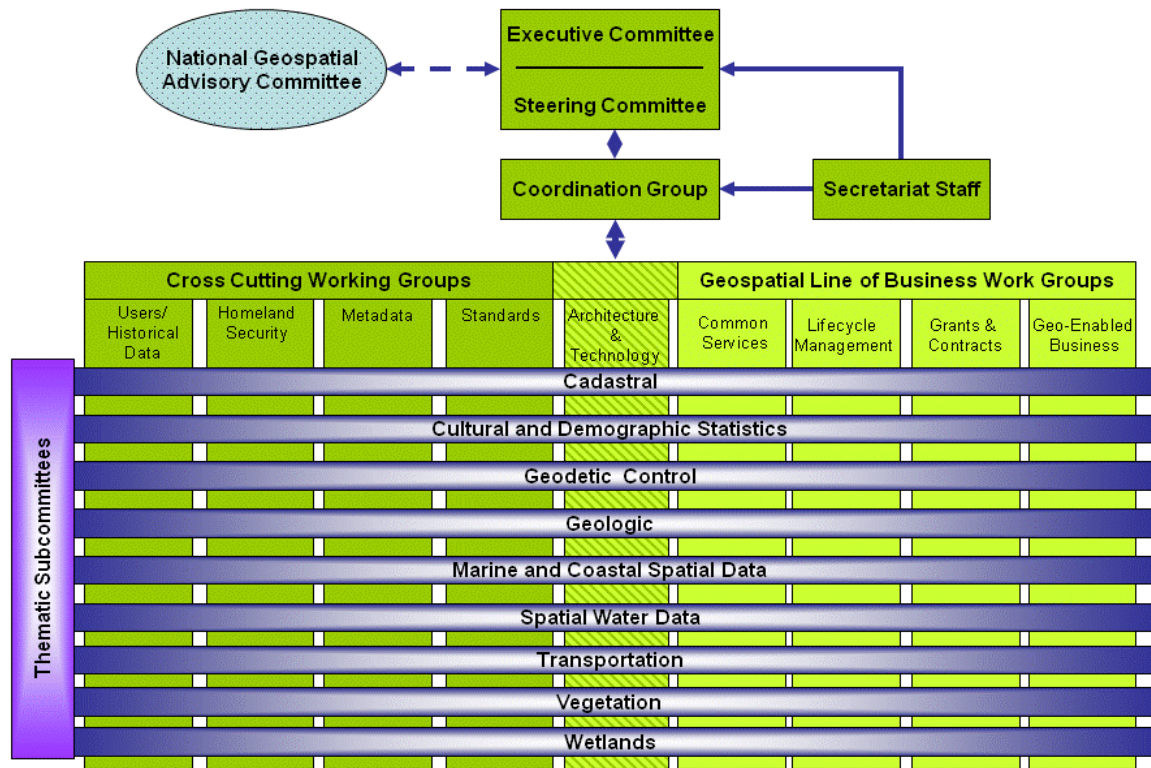 National Geospatial
Advisory Committee
Executive Committee
Steering Committee
Coordination Group
Secretariat Staff
Cross Cutting Working Groups
Geospatial Line of Business Work Groups
Users/
Historical
Data
Homeland
Security
Metadata
Standards
Architecture
&
Technology
Common
Services
Lifecycle
Management
Grants &
Contracts
Geo-Enabled
Business
Thematic Subcommittees
Cadastral
Cultural and Demographic Statistics
Geodetic Control
Geologic
Marine and Coastal Spatial Data
Spatial Water Data
Transportation
Vegetation
Wetlands